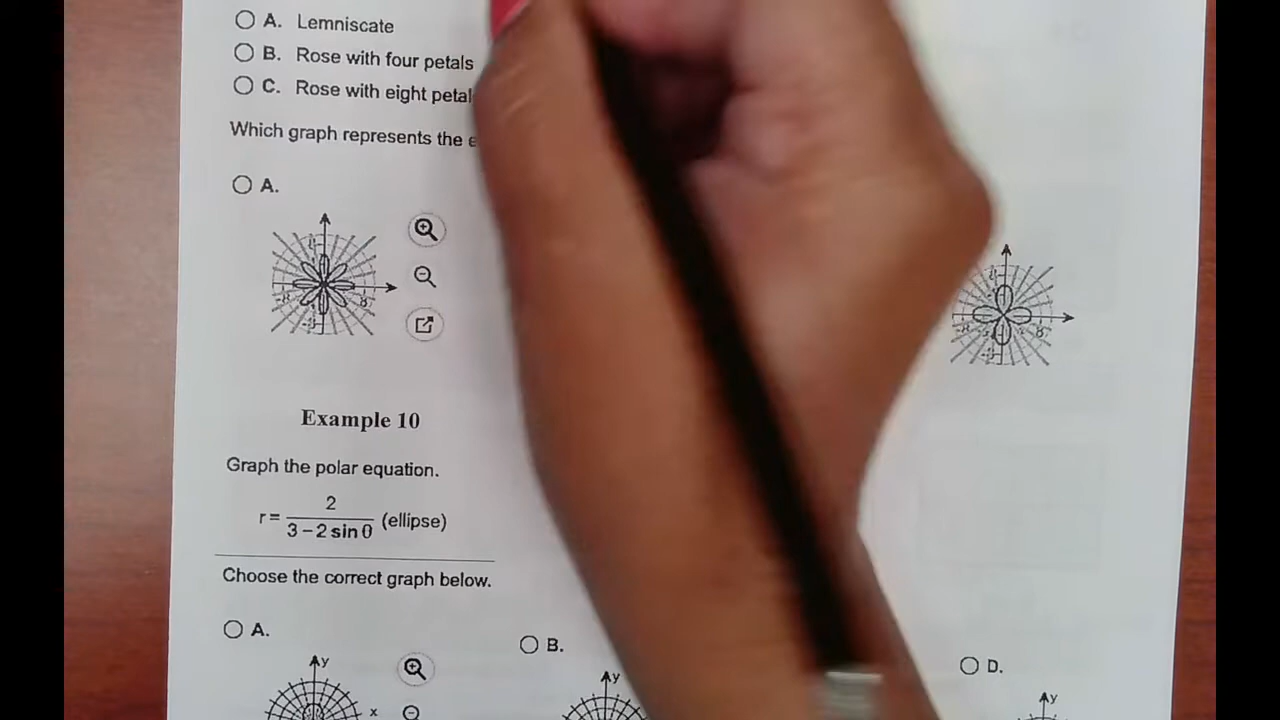 A. Lemniscate
B. Rose with four petals
C. Rose with eight petal
Which graph represents the
A.
Example 10
Graph the polar equation.
r = 2 / 3 − 2 sin θ (ellipse)
Choose the correct graph below.
A.
B.
D.
y
x
y
y